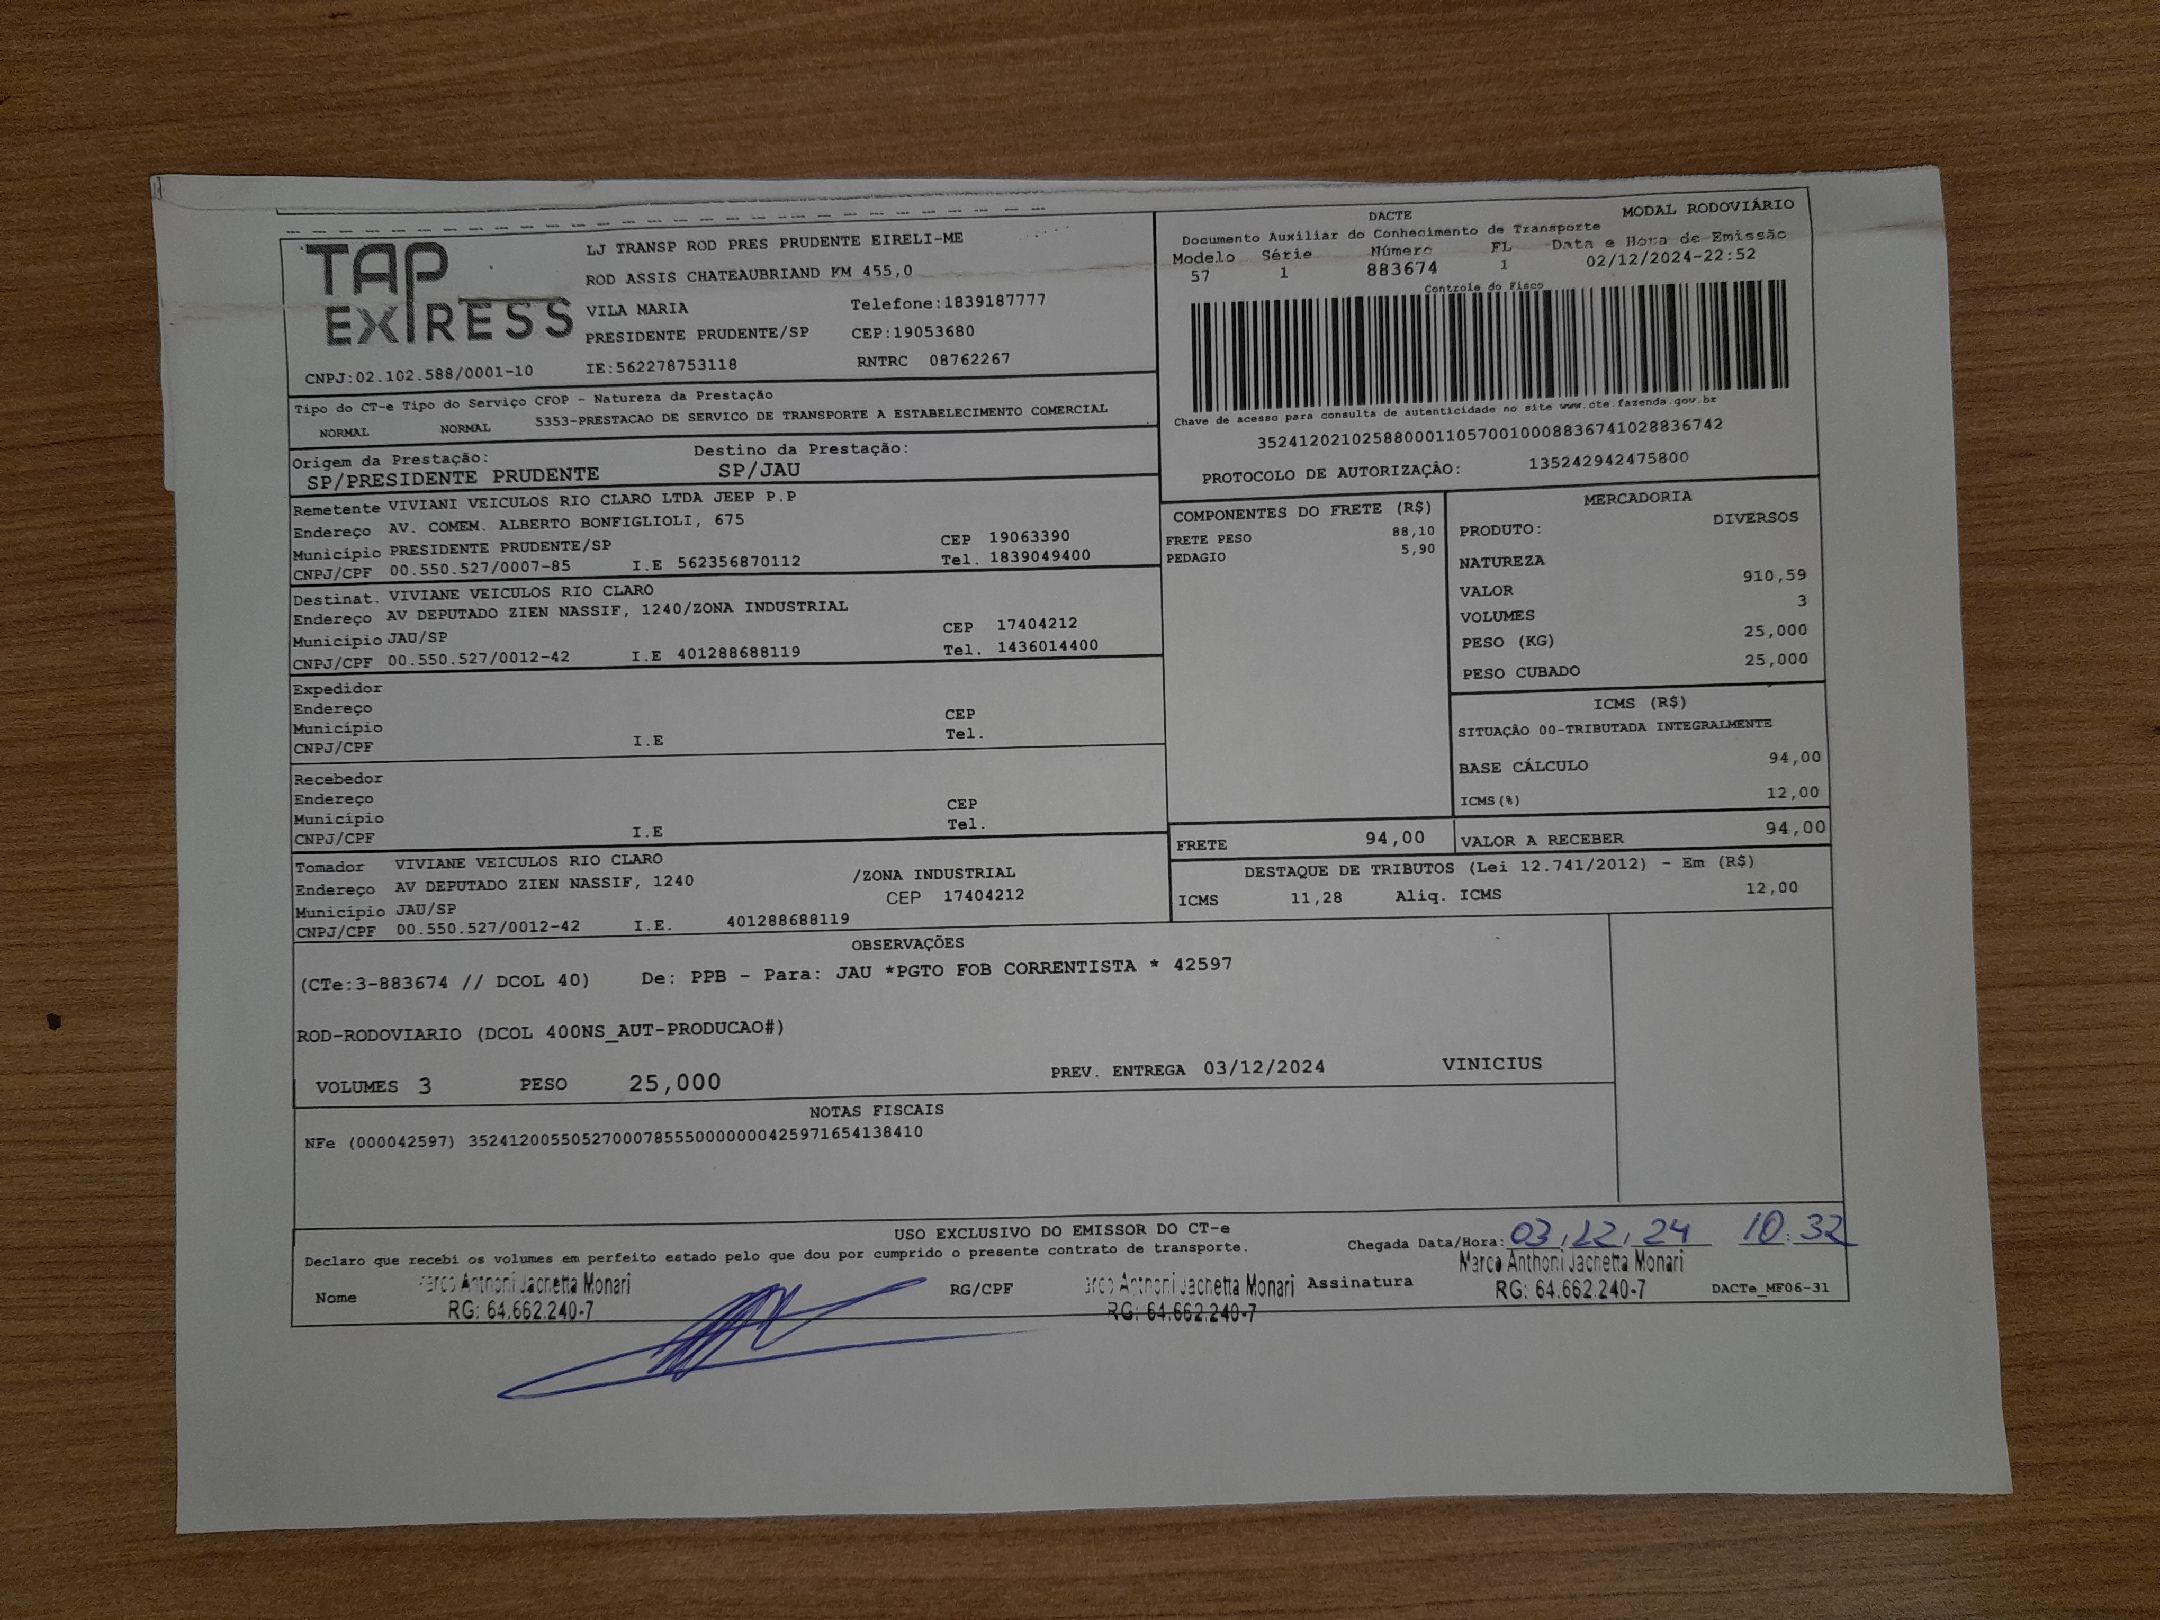 TAP
EXPRESS
LJ TRANSP ROD PRES PRUDENTE EIRELI-ME
ROD ASSIS CHATEAUBRIAND KM 455,0
VILA MARIA Telefone:1839187777
PRESIDENTE PRUDENTE/SP CEP:19053680
CNPJ:02.102.588/0001-10 IE:562278753118 RNTRC 08762267
DACTE MODAL RODOVIÁRIO
Documento Auxiliar do Conhecimento de Transporte
Modelo Série Número FL Data e Hora de Emissão
57 1 883674 1 02/12/2024-22:52
Controle do Fisco
Chave de acesso para consulta de autenticidade no site www.cte.fazenda.gov.br
35241202102588000110570010008836741028836742
PROTOCOLO DE AUTORIZAÇÃO: 135242942475800
Tipo do CT-e Tipo do Serviço CFOP - Natureza da Prestação
NORMAL NORMAL 5353-PRESTACAO DE SERVICO DE TRANSPORTE A ESTABELECIMENTO COMERCIAL
Origem da Prestação: Destino da Prestação:
SP/PRESIDENTE PRUDENTE SP/JAU
Remetente VIVIANI VEICULOS RIO CLARO LTDA JEEP P.P
Endereço AV. COMEM. ALBERTO BONFIGLIOLI, 675
Município PRESIDENTE PRUDENTE/SP CEP 19063390
CNPJ/CPF 00.550.527/0007-85 I.E 562356870112 Tel. 1839049400
Destinat. VIVIANE VEICULOS RIO CLARO
Endereço AV DEPUTADO ZIEN NASSIF, 1240/ZONA INDUSTRIAL
Município JAU/SP CEP 17404212
CNPJ/CPF 00.550.527/0012-42 I.E 401288688119 Tel. 1436014400
Expedidor
Endereço
Município CEP
CNPJ/CPF I.E Tel.
Recebedor
Endereço
Município CEP
CNPJ/CPF I.E Tel.
Tomador VIVIANE VEICULOS RIO CLARO
Endereço AV DEPUTADO ZIEN NASSIF, 1240 /ZONA INDUSTRIAL
Município JAU/SP CEP 17404212
CNPJ/CPF 00.550.527/0012-42 I.E. 401288688119
COMPONENTES DO FRETE (R$)
FRETE PESO 88,10
PEDAGIO 5,90
MERCADORIA
PRODUTO: DIVERSOS
NATUREZA
VALOR 910,59
VOLUMES 3
PESO (KG) 25,000
PESO CUBADO 25,000
ICMS (R$)
SITUAÇÃO 00-TRIBUTADA INTEGRALMENTE
BASE CÁLCULO 94,00
ICMS(%) 12,00
FRETE 94,00 VALOR A RECEBER 94,00
DESTAQUE DE TRIBUTOS (Lei 12.741/2012) - Em (R$)
ICMS 11,28 Aliq. ICMS 12,00
OBSERVAÇÕES
(CTe:3-883674 // DCOL 40) De: PPB - Para: JAU *PGTO FOB CORRENTISTA * 42597
ROD-RODOVIARIO (DCOL 400NS_AUT-PRODUCAO#)
VOLUMES 3 PESO 25,000 PREV. ENTREGA 03/12/2024 VINICIUS
NOTAS FISCAIS
NFe (000042597) 35241200550527000785550000000425971654138410
USO EXCLUSIVO DO EMISSOR DO CT-e
Declaro que recebi os volumes em perfeito estado pelo que dou por cumprido o presente contrato de transporte. Chegada Data/Hora: 03,12,24 10:32
Nome Marco Anthoni Jacnetta Monari RG/CPF Marco Anthoni Jacnetta Monari Assinatura Marco Anthoni Jacnetta Monari
RG: 64.662.240-7 RG: 64.662.240-7 RG: 64.662.240-7 DACTe_MF06-31